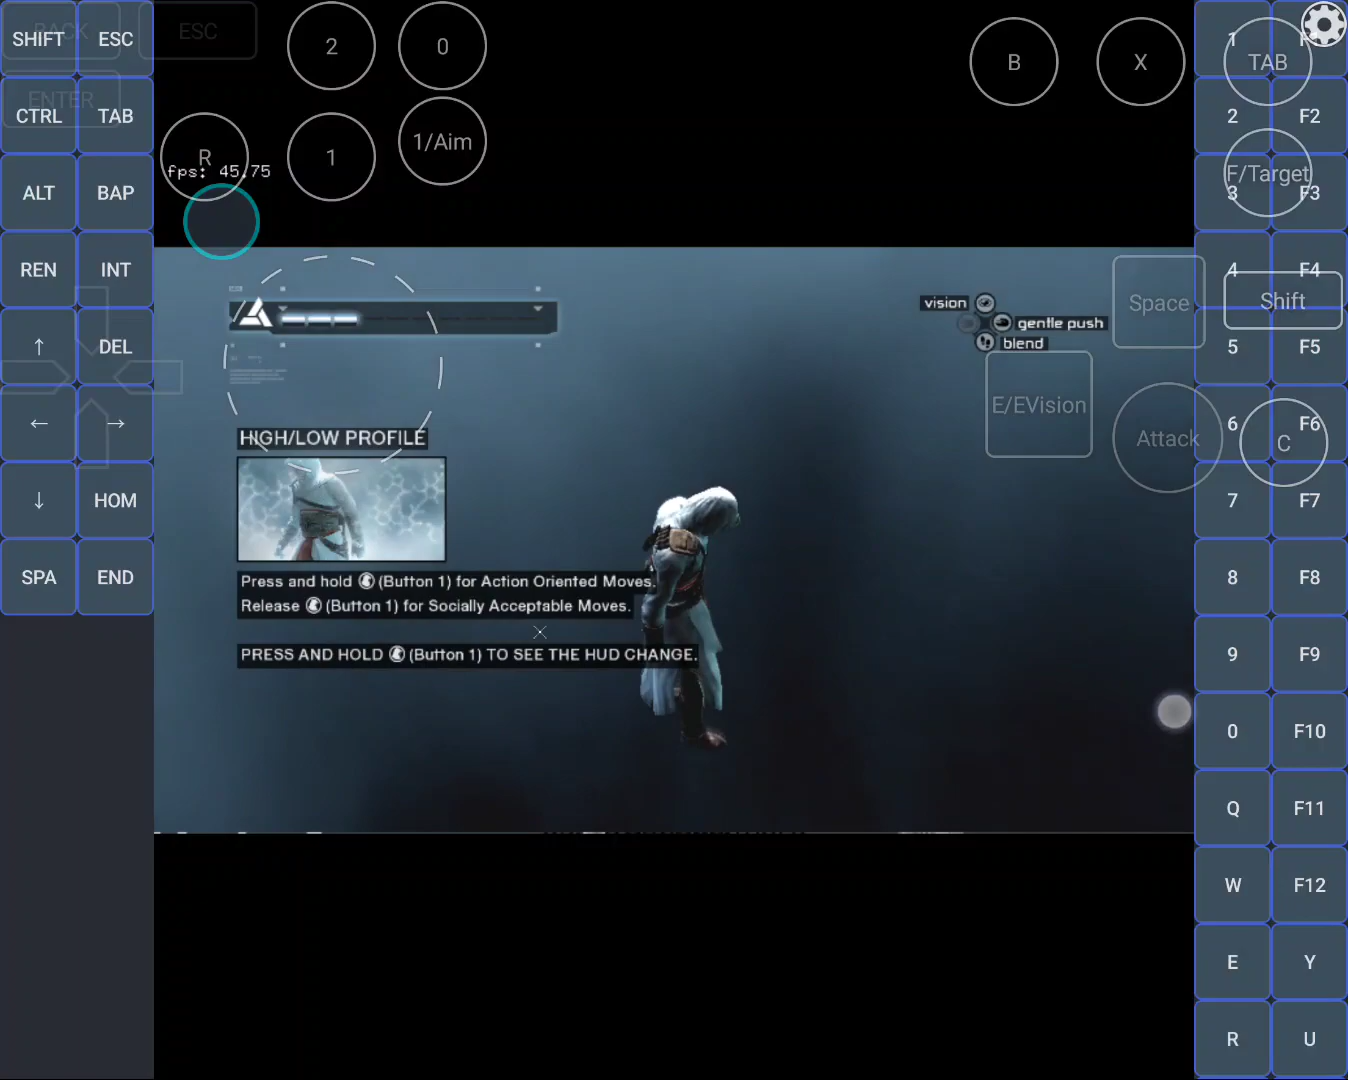 BACK
ESC
SHIFT
ESC
2
0
B
X
1
F1
TAB
ENTER
CTRL
TAB
R
1
1/Aim
2
F2
fps: 45.75
ALT
BAP
F/Target
3
F3
REN
INT
4
F4
vision
gentle push
blend
Space
Shift
↑
DEL
5
F5
E/EVision
←
→
HIGH/LOW PROFILE
Attack
6
F6
C
↓
HOM
7
F7
SPA
END
Press and hold (Button 1) for Action Oriented Moves.
Release (Button 1) for Socially Acceptable Moves.
8
F8
PRESS AND HOLD (Button 1) TO SEE THE HUD CHANGE.
9
F9
0
F10
Q
F11
W
F12
E
Y
R
U